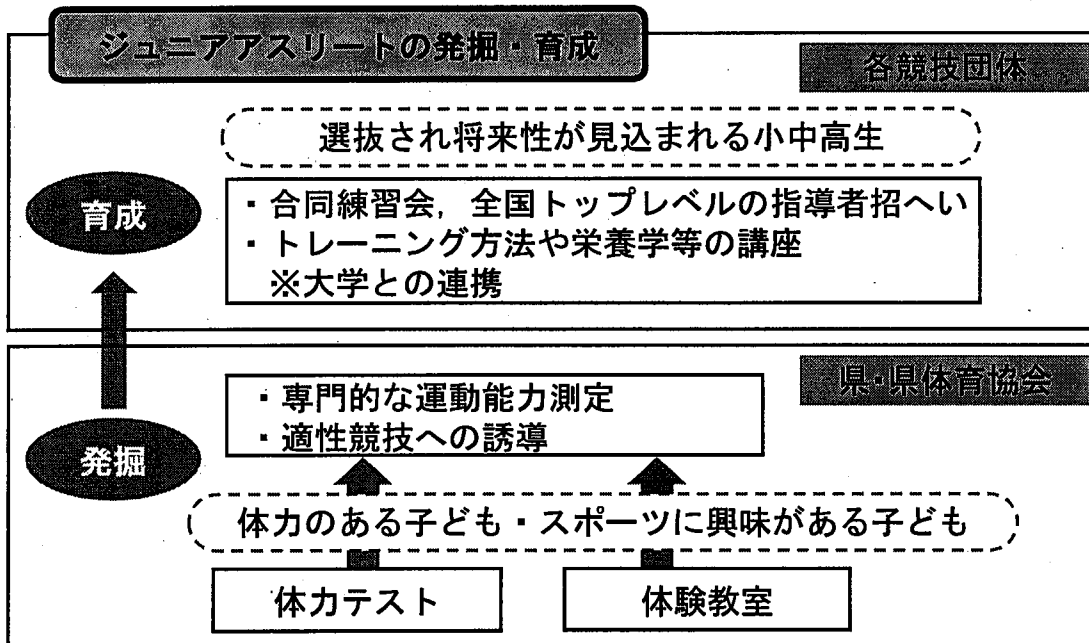 ジュニアアスリートの発掘・育成
各競技団体
選抜され将来性が見込まれる小中高生
育成
・合同練習会，全国トップレベルの指導者招へい
・トレーニング方法や栄養学等の講座
※大学との連携
県・県体育協会
・専門的な運動能力測定
・適性競技への誘導
発掘
体力のある子ども・スポーツに興味がある子ども
体力テスト
体験教室